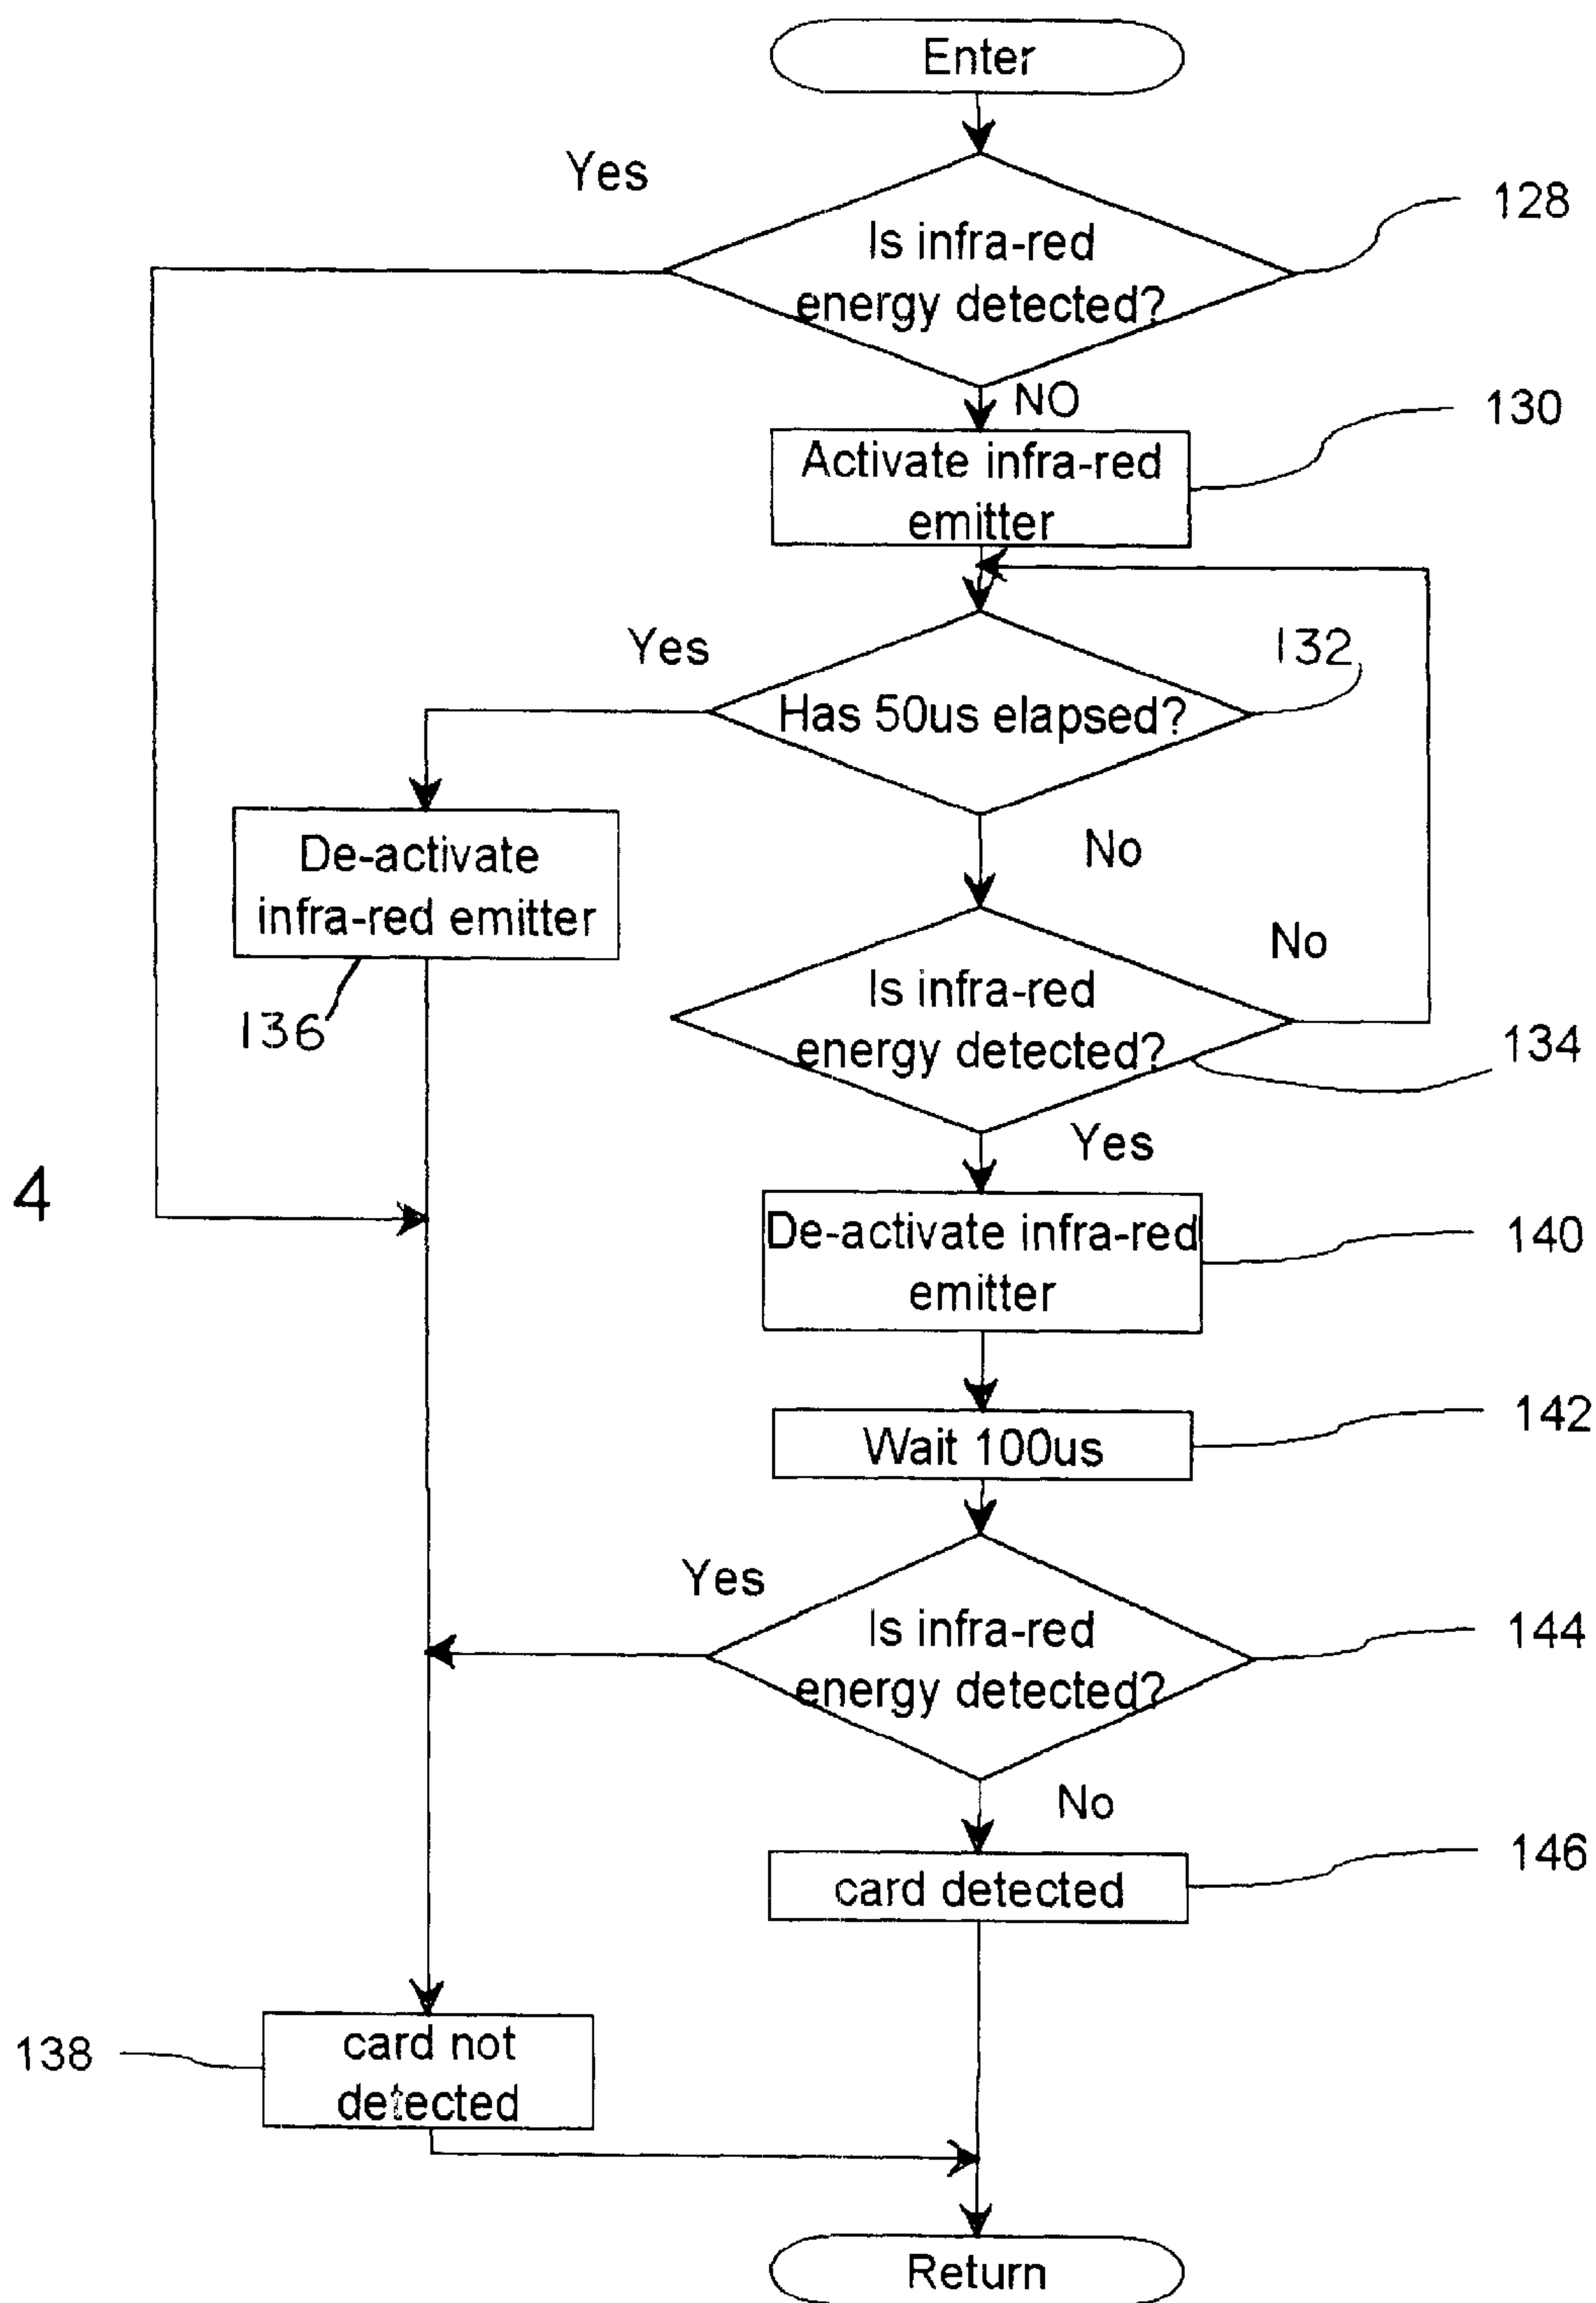 Enter
Yes
128
Is infra-red
energy detected?
NO
130
Activate infra-red
emitter
Yes
132
Has 50us elapsed?
De-activate
infra-red emitter
No
No
136
Is infra-red
energy detected?
134
Yes
4
De-activate infra-red
emitter
140
Wait 100us
142
Yes
Is infra-red
energy detected?
144
No
card detected
146
138
card not
detected
Return